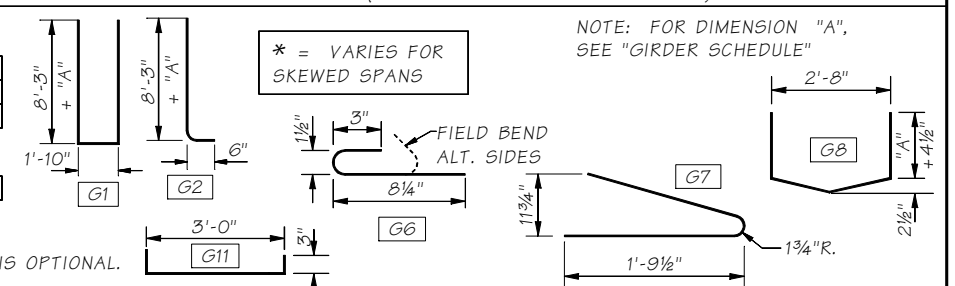 NOTE: FOR DIMENSION "A",
SEE "GIRDER SCHEDULE"
* = VARIES FOR
SKEWED SPANS
8'-3"
+ "A"
1'-10"
G1
8'-3"
+ "A"
6"
G2
3"
1½"
FIELD BEND
ALT. SIDES
8¼"
G6
G7
11¾"
1¾"R.
1'-9½"
2'-8"
G8
"A"
+4½"
2½"
3'-0"
3"
G11
IS OPTIONAL.